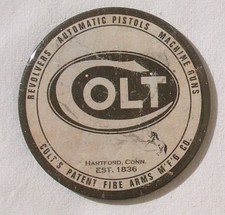 REVOLVERS AUTOMATIC PISTOLS MACHINE GUNS
COLT
HARTFORD, CONN.
EST. 1836
COLT'S PATENT FIRE ARMS M'F'G CO.